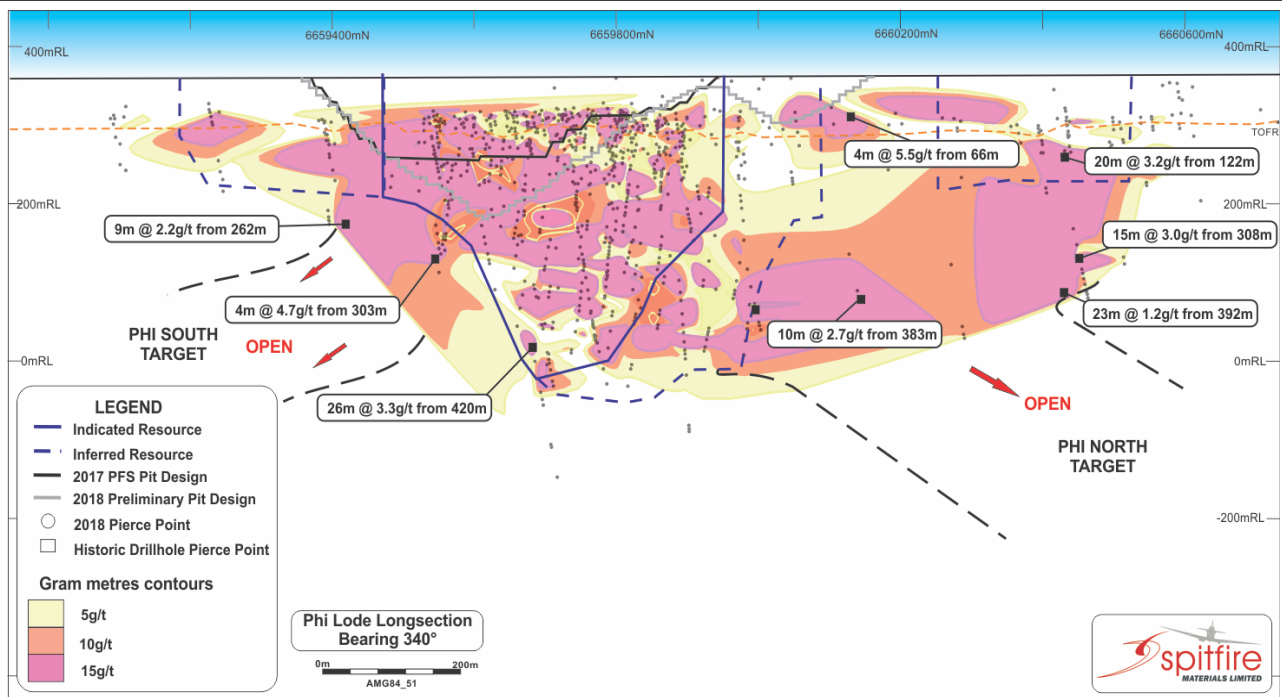 6659400mN
6659800mN
6660200mN
6660600mN
400mRL
400mRL
TOFR
4m @ 5.5g/t from 66m
20m @ 3.2g/t from 122m
200mRL
200mRL
9m @ 2.2g/t from 262m
15m @ 3.0g/t from 308m
4m @ 4.7g/t from 303m
23m @ 1.2g/t from 392m
10m @ 2.7g/t from 383m
PHI SOUTH
TARGET
OPEN
0mRL
0mRL
26m @ 3.3g/t from 420m
OPEN
PHI NORTH
TARGET
-200mRL
LEGEND
Indicated Resource
Inferred Resource
2017 PFS Pit Design
2018 Preliminary Pit Design
2018 Pierce Point
Historic Drillhole Pierce Point
Gram metres contours
5g/t
10g/t
15g/t
Phi Lode Longsection
Bearing 340°
0m 200m
AMG84_51
spitfire
MATERIALS LIMITED